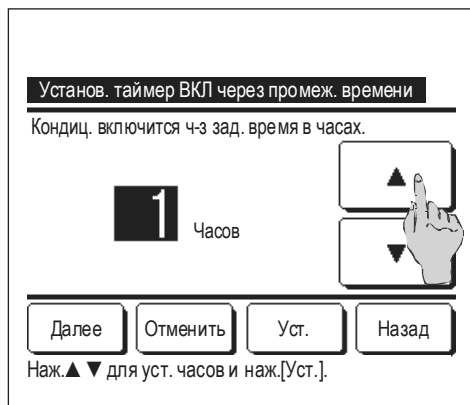 Установ. таймер ВКЛ через промеж. времени
Кондиц. включится ч-з зад. время в часах.
▲
1 Часов
▼
Далее Отменить Уст. Назад
Наж.▲ ▼ для уст. часов и наж.[Уст.].